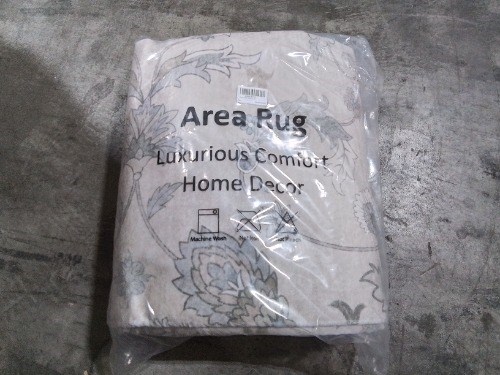 Area Rug
Luxurious Comfort
Home Decor
Machine Wash